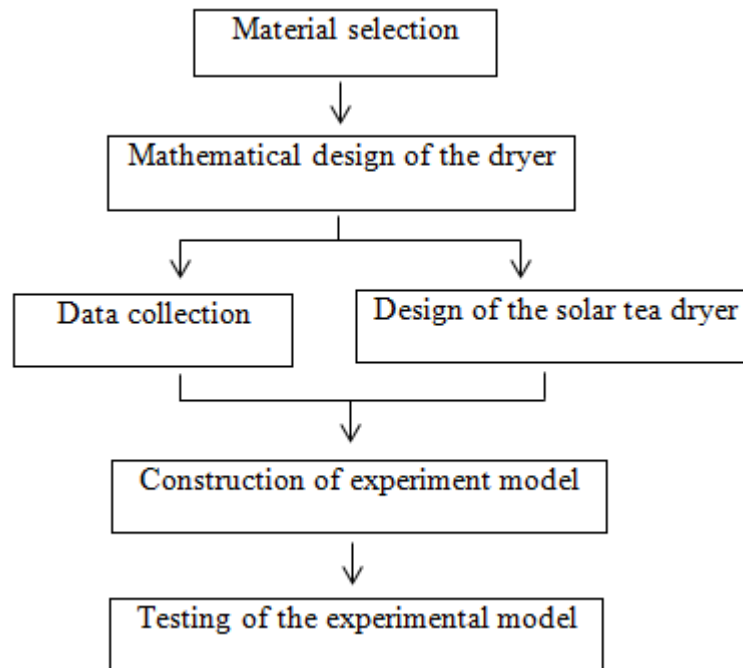 Material selection
Mathematical design of the dryer
Data collection
Design of the solar tea dryer
Construction of experiment model
Testing of the experimental model